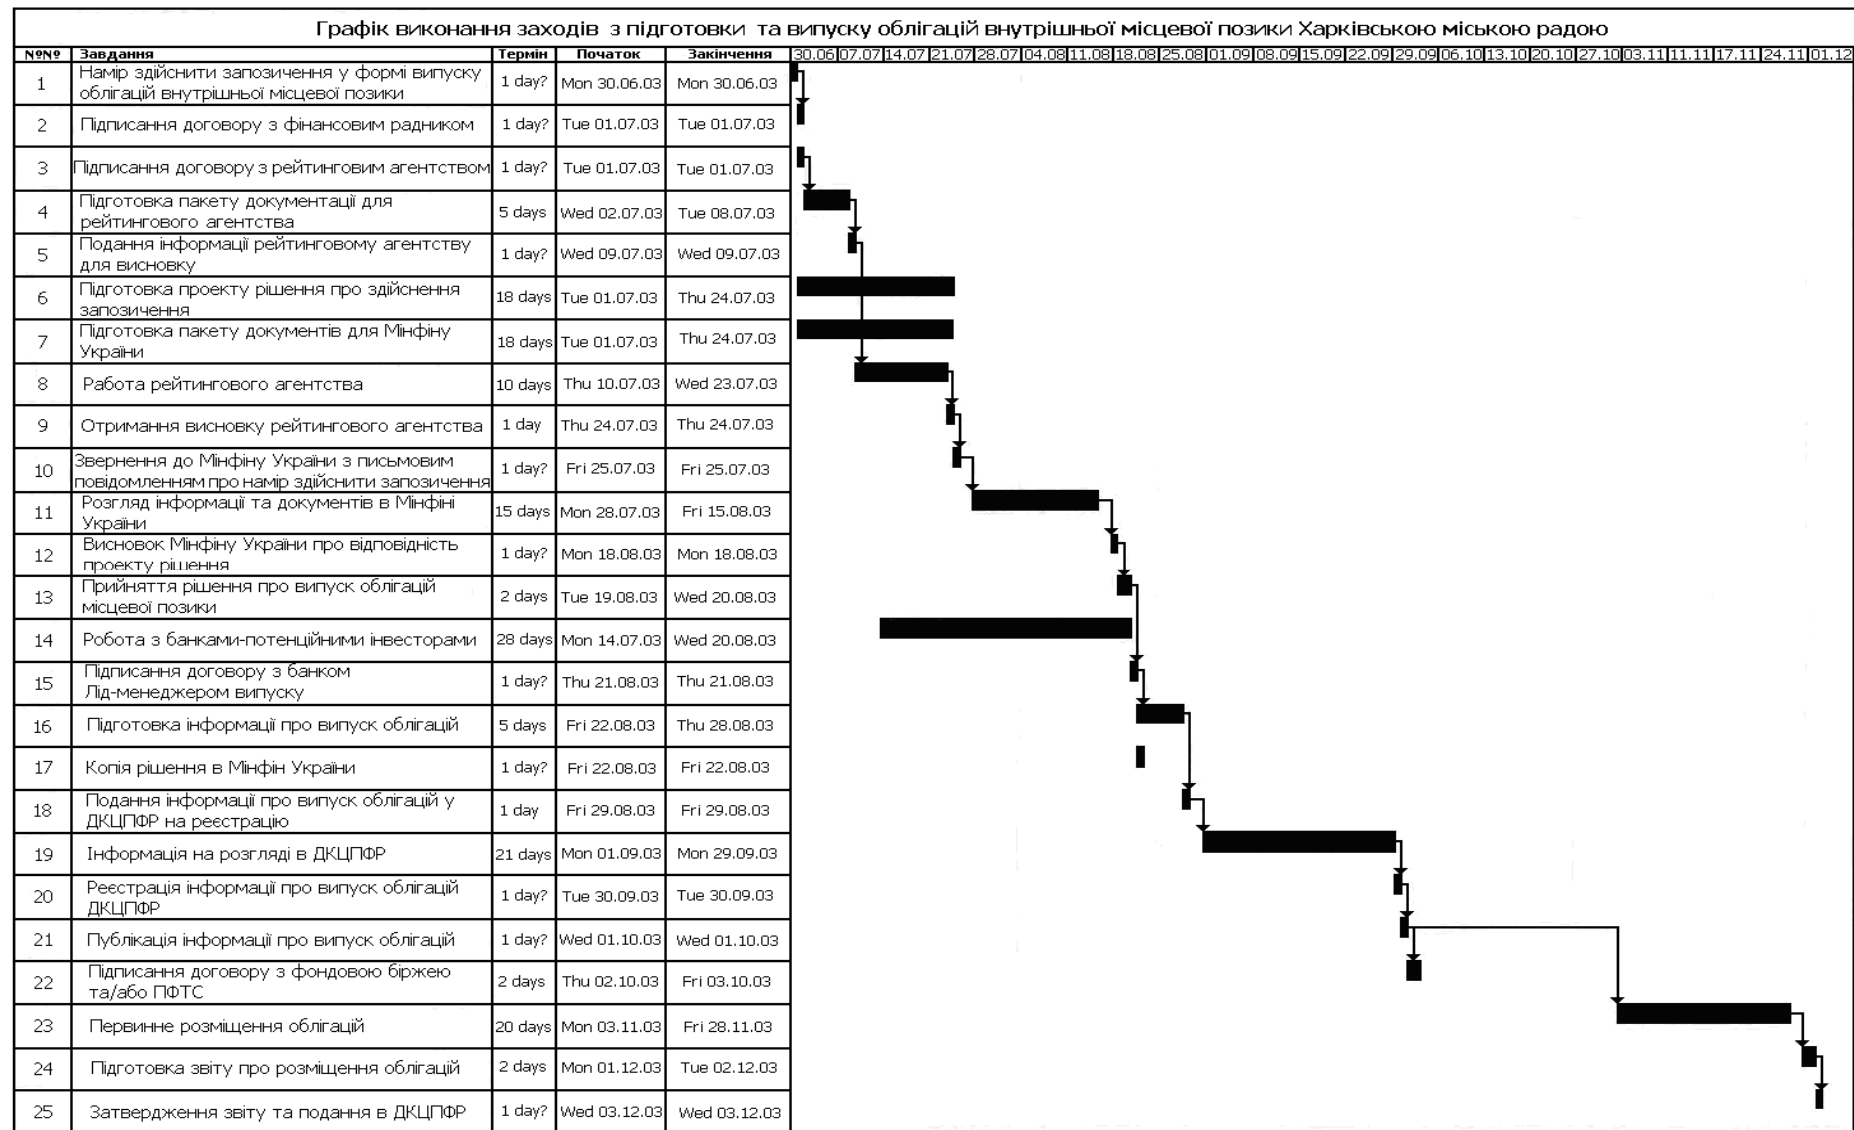 Графік виконання заходів з підготовки та випуску облігацій внутрішньої місцевої позики Харківською міською радою
№№ Завдання Термін Початок Закінчення 30.06 07.07 14.07 21.07 28.07 04.08 11.08 18.08 25.08 01.09 08.09 15.09 22.09 29.09 06.10 13.10 20.10 27.10 03.11 11.11 17.11 24.11 01.12
1 Намір здійснити запозичення у формі випуску 1 day? Mon 30.06.03 Mon 30.06.03
облігацій внутрішньої місцевої позики
2 Підписання договору з фінансовим радником 1 day? Tue 01.07.03 Tue 01.07.03
3 Підписання договору з рейтинговим агентством 1 day? Tue 01.07.03 Tue 01.07.03
4 Підготовка пакету документації для 5 days Wed 02.07.03 Tue 08.07.03
рейтингового агентства
5 Подання інформації рейтинговому агентству 1 day? Wed 09.07.03 Wed 09.07.03
для висновку
6 Підготовка проекту рішення про здійснення 18 days Tue 01.07.03 Thu 24.07.03
запозичення
7 Підготовка пакету документів для Мінфіну 18 days Tue 01.07.03 Thu 24.07.03
України
8 Работа рейтингового агентства 10 days Thu 10.07.03 Wed 23.07.03
9 Отримання висновку рейтингового агентства 1 day Thu 24.07.03 Thu 24.07.03
10 Звернення до Мінфіну України з письмовим 1 day? Fri 25.07.03 Fri 25.07.03
повідомленням про намір здійснити запозичення
11 Розгляд інформації та документів в Мінфіні 15 days Mon 28.07.03 Fri 15.08.03
України
12 Висновок Мінфіну України про відповідність 1 day? Mon 18.08.03 Mon 18.08.03
проекту рішення
13 Прийняття рішення про випуск облігацій 2 days Tue 19.08.03 Wed 20.08.03
місцевої позики
14 Робота з банками-потенційними інвесторами 28 days Mon 14.07.03 Wed 20.08.03
15 Підписання договору з банком 1 day? Thu 21.08.03 Thu 21.08.03
Лід-менеджером випуску
16 Підготовка інформації про випуск облігацій 5 days Fri 22.08.03 Thu 28.08.03
17 Копія рішення в Мінфін України 1 day? Fri 22.08.03 Fri 22.08.03
18 Подання інформації про випуск облігацій у 1 day Fri 29.08.03 Fri 29.08.03
ДКЦПФР на реєстрацію
19 Інформація на розгляді в ДКЦПФР 21 days Mon 01.09.03 Mon 29.09.03
20 Реєстрація інформації про випуск облігацій 1 day? Tue 30.09.03 Tue 30.09.03
ДКЦПФР
21 Публікація інформації про випуск облігацій 1 day? Wed 01.10.03 Wed 01.10.03
22 Підписання договору з фондовою біржею 2 days Thu 02.10.03 Fri 03.10.03
та/або ПФТС
23 Первинне розміщення облігацій 20 days Mon 03.11.03 Fri 28.11.03
24 Підготовка звіту про розміщення облігацій 2 days Mon 01.12.03 Tue 02.12.03
25 Затвердження звіту та подання в ДКЦПФР 1 day? Wed 03.12.03 Wed 03.12.03